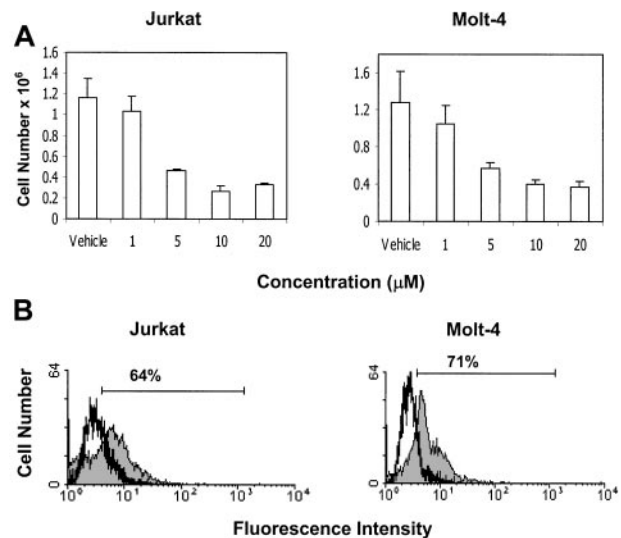 Jurkat
Molt-4
A
Cell Number x 10⁶
1.6
1.4
1.2
1
0.8
0.6
0.4
0.2
0
Vehicle 1 5 10 20
1.6
1.2
0.8
0.4
0
Vehicle 1 5 10 20
Concentration (μM)
B
Jurkat
Molt-4
Cell Number
64
0
64%
10⁰ 10¹ 10² 10³ 10⁴
64
0
71%
10⁰ 10¹ 10² 10³ 10⁴
Fluorescence Intensity